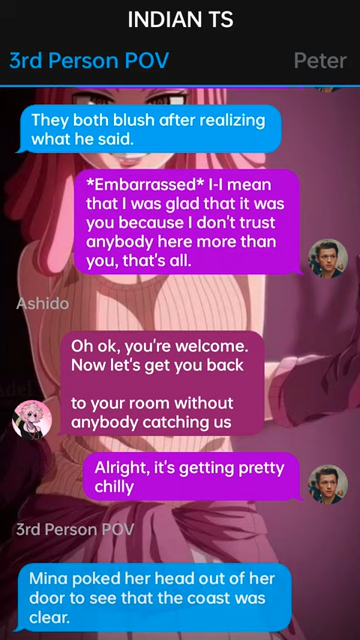 INDIAN TS
3rd Person POV
Peter
They both blush after realizing
what he said.
*Embarrassed* I-I mean
that I was glad that it was
you because I don't trust
anybody here more than
you, that's all.
Ashido
Oh ok, you're welcome.
Now let's get you back
to your room without
anybody catching us
Alright, it's getting pretty
chilly
3rd Person POV
Mina poked her head out of her
door to see that the coast was
clear.